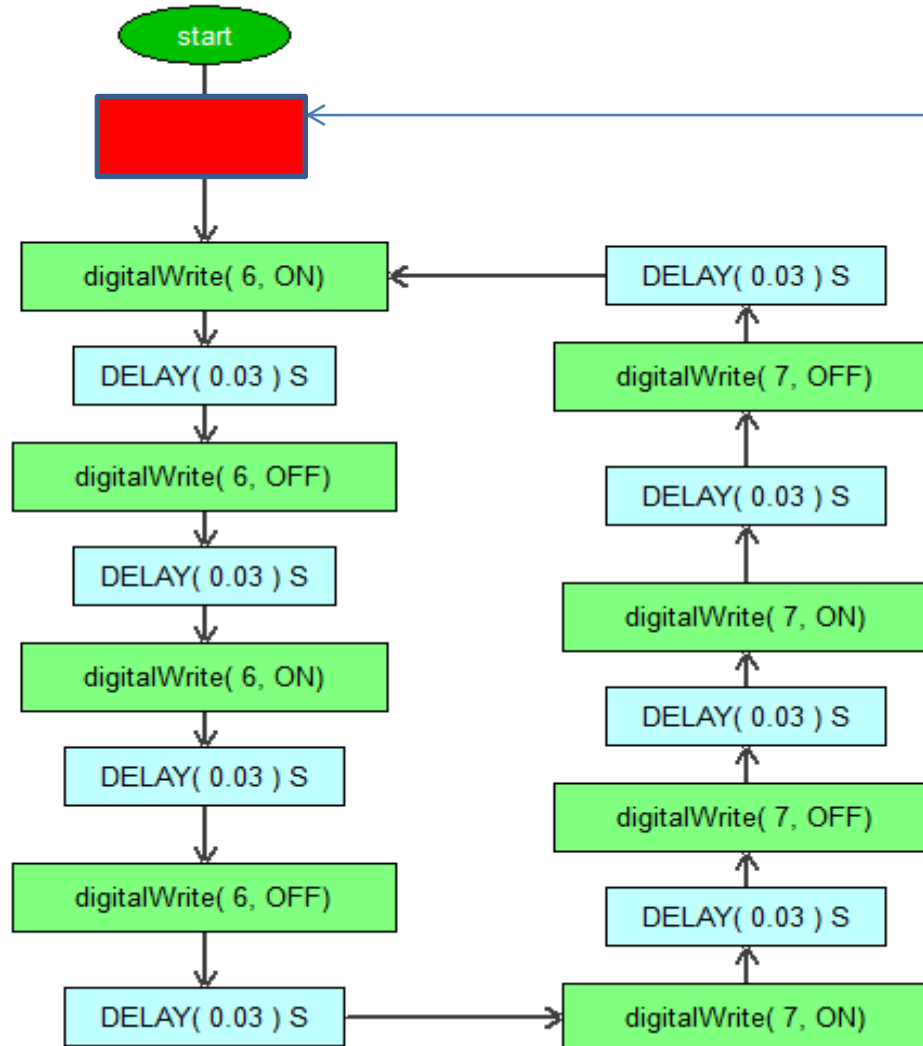 start
digitalWrite( 6, ON)
DELAY( 0.03 ) S
digitalWrite( 6, OFF)
DELAY( 0.03 ) S
digitalWrite( 6, ON)
DELAY( 0.03 ) S
digitalWrite( 6, OFF)
DELAY( 0.03 ) S
digitalWrite( 7, ON)
DELAY( 0.03 ) S
digitalWrite( 7, OFF)
DELAY( 0.03 ) S
digitalWrite( 7, ON)
DELAY( 0.03 ) S
digitalWrite( 7, OFF)
DELAY( 0.03 ) S